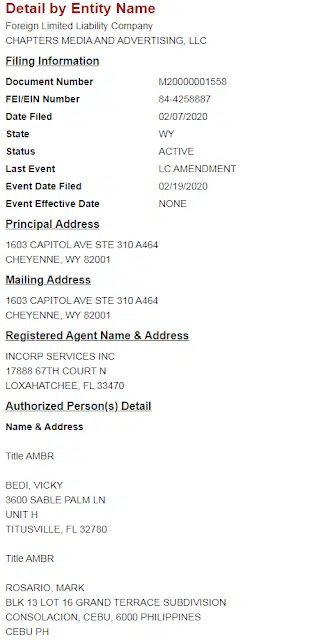 Detail by Entity Name
Foreign Limited Liability Company
CHAPTERS MEDIA AND ADVERTISING, LLC
Filing Information
Document Number M20000001558
FEI/EIN Number 84-4258887
Date Filed 02/07/2020
State WY
Status ACTIVE
Last Event LC AMENDMENT
Event Date Filed 02/19/2020
Event Effective Date NONE
Principal Address
1603 CAPITOL AVE STE 310 A464
CHEYENNE, WY 82001
Mailing Address
1603 CAPITOL AVE STE 310 A464
CHEYENNE, WY 82001
Registered Agent Name & Address
INCORP SERVICES INC
17888 67TH COURT N
LOXAHATCHEE, FL 33470
Authorized Person(s) Detail
Name & Address
Title AMBR
BEDI, VICKY
3600 SABLE PALM LN
UNIT H
TITUSVILLE, FL 32780
Title AMBR
ROSARIO, MARK
BLK 13 LOT 16 GRAND TERRACE SUBDIVISION
CONSOLACION, CEBU, 6000 PHILIPPINES
CEBU PH